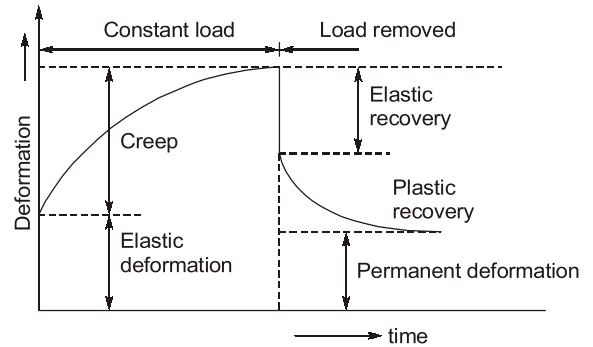 Constant load
Load removed
Deformation
Creep
Elastic
recovery
Elastic
deformation
Plastic
recovery
Permanent deformation
time